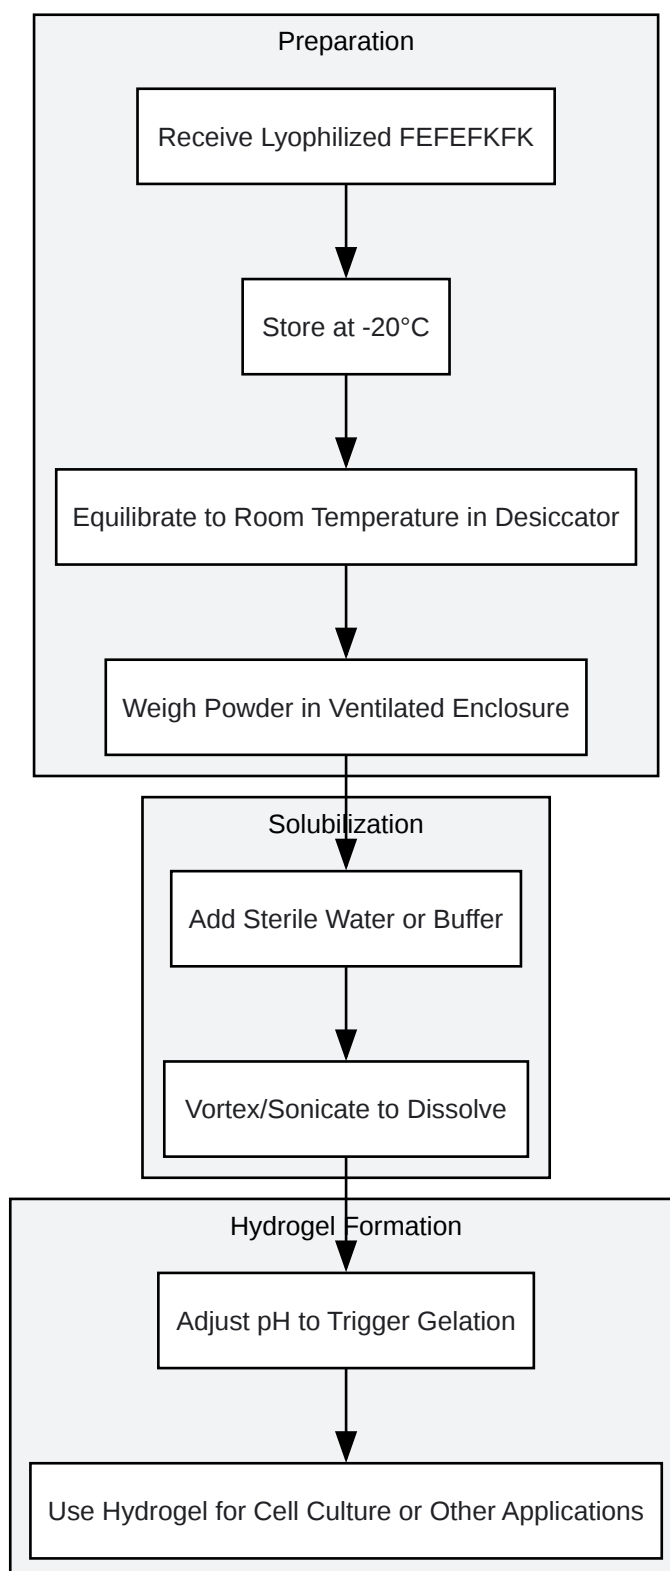 Preparation
Receive Lyophilized FEFEFKFK
Store at -20°C
Equilibrate to Room Temperature in Desiccator
Weigh Powder in Ventilated Enclosure
Solubilization
Add Sterile Water or Buffer
Vortex/Sonicate to Dissolve
Hydrogel Formation
Adjust pH to Trigger Gelation
Use Hydrogel for Cell Culture or Other Applications